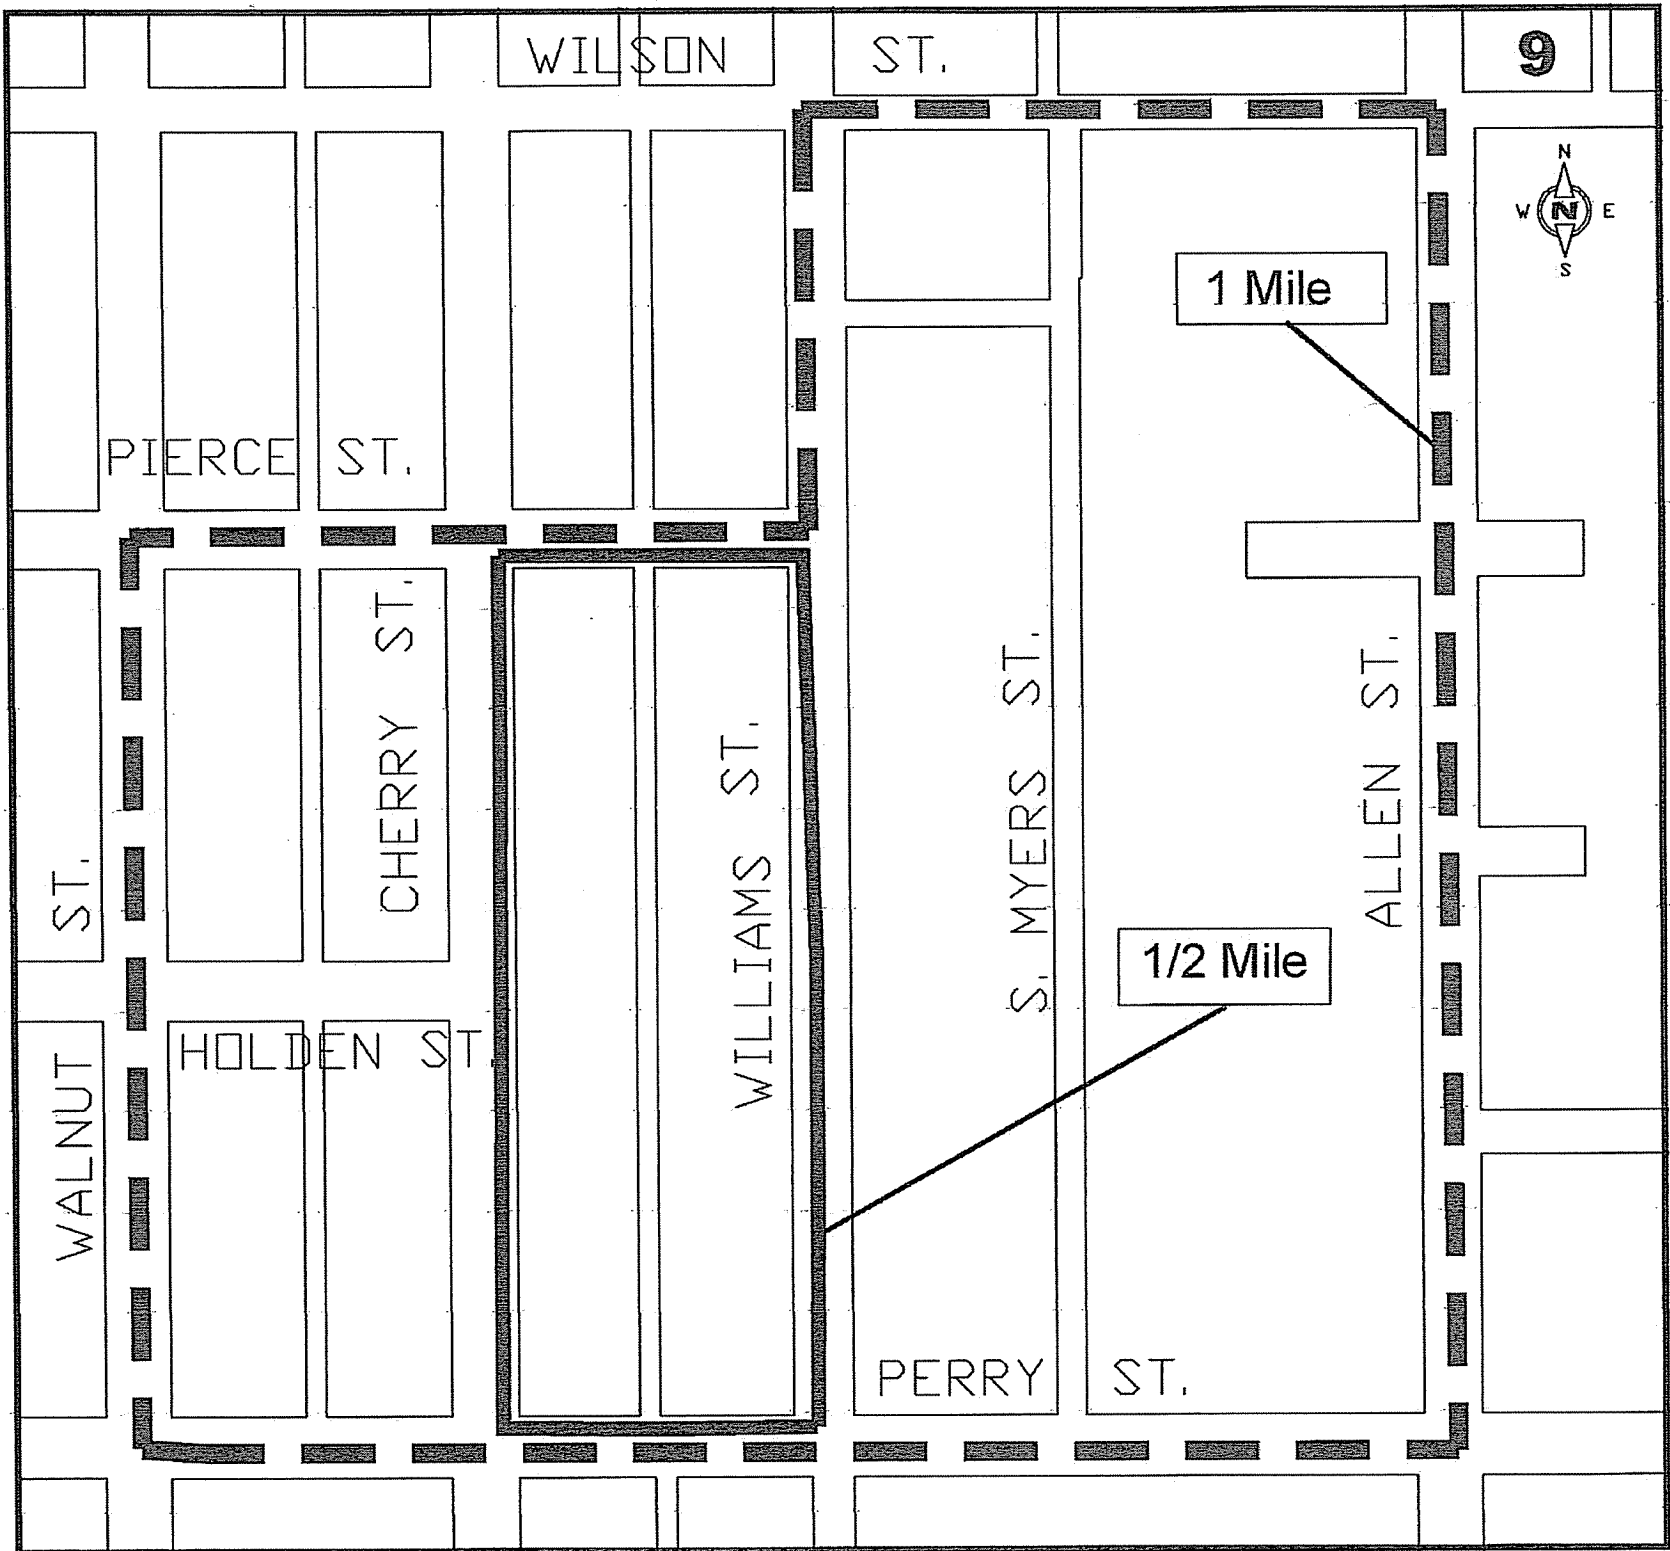 WILSON ST.
9
N
W N E
S
1 Mile
PIERCE ST.
CHERRY ST.
WILLIAMS ST.
S. MYERS ST.
ALLEN ST.
WALNUT ST.
1/2 Mile
HOLDEN ST.
PERRY ST.